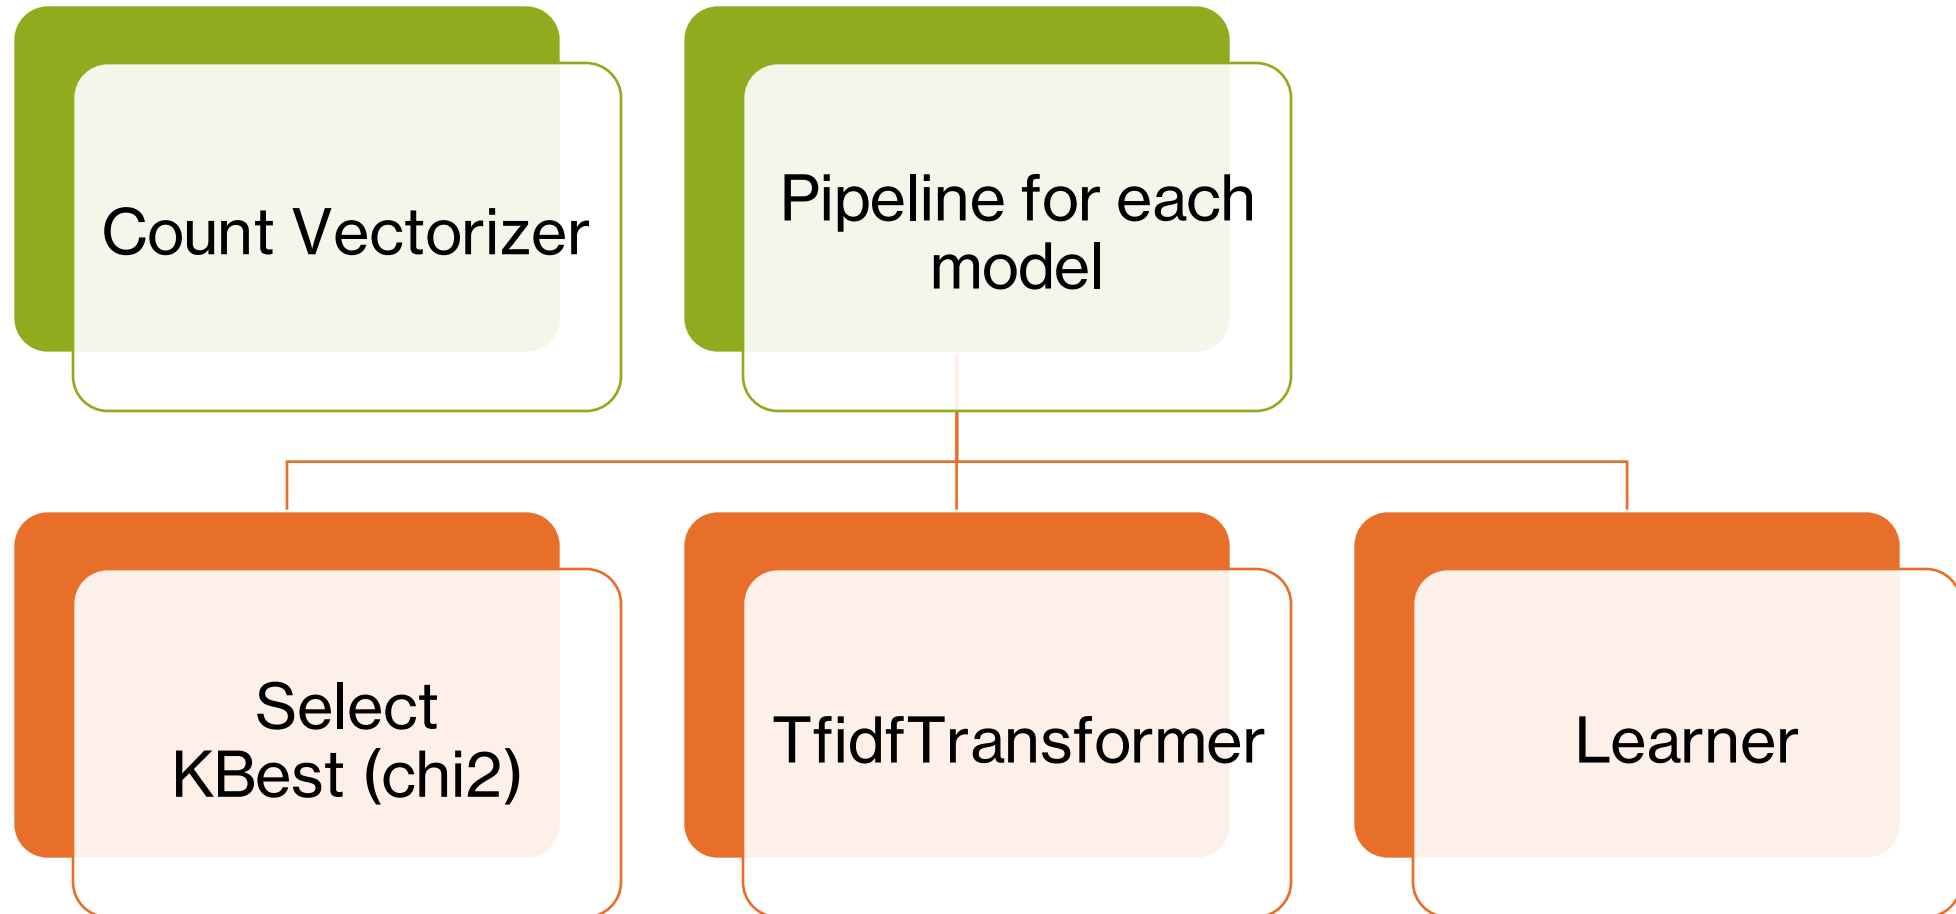 Count Vectorizer
Pipeline for each
model
Select
KBest (chi2)
TfidfTransformer
Learner